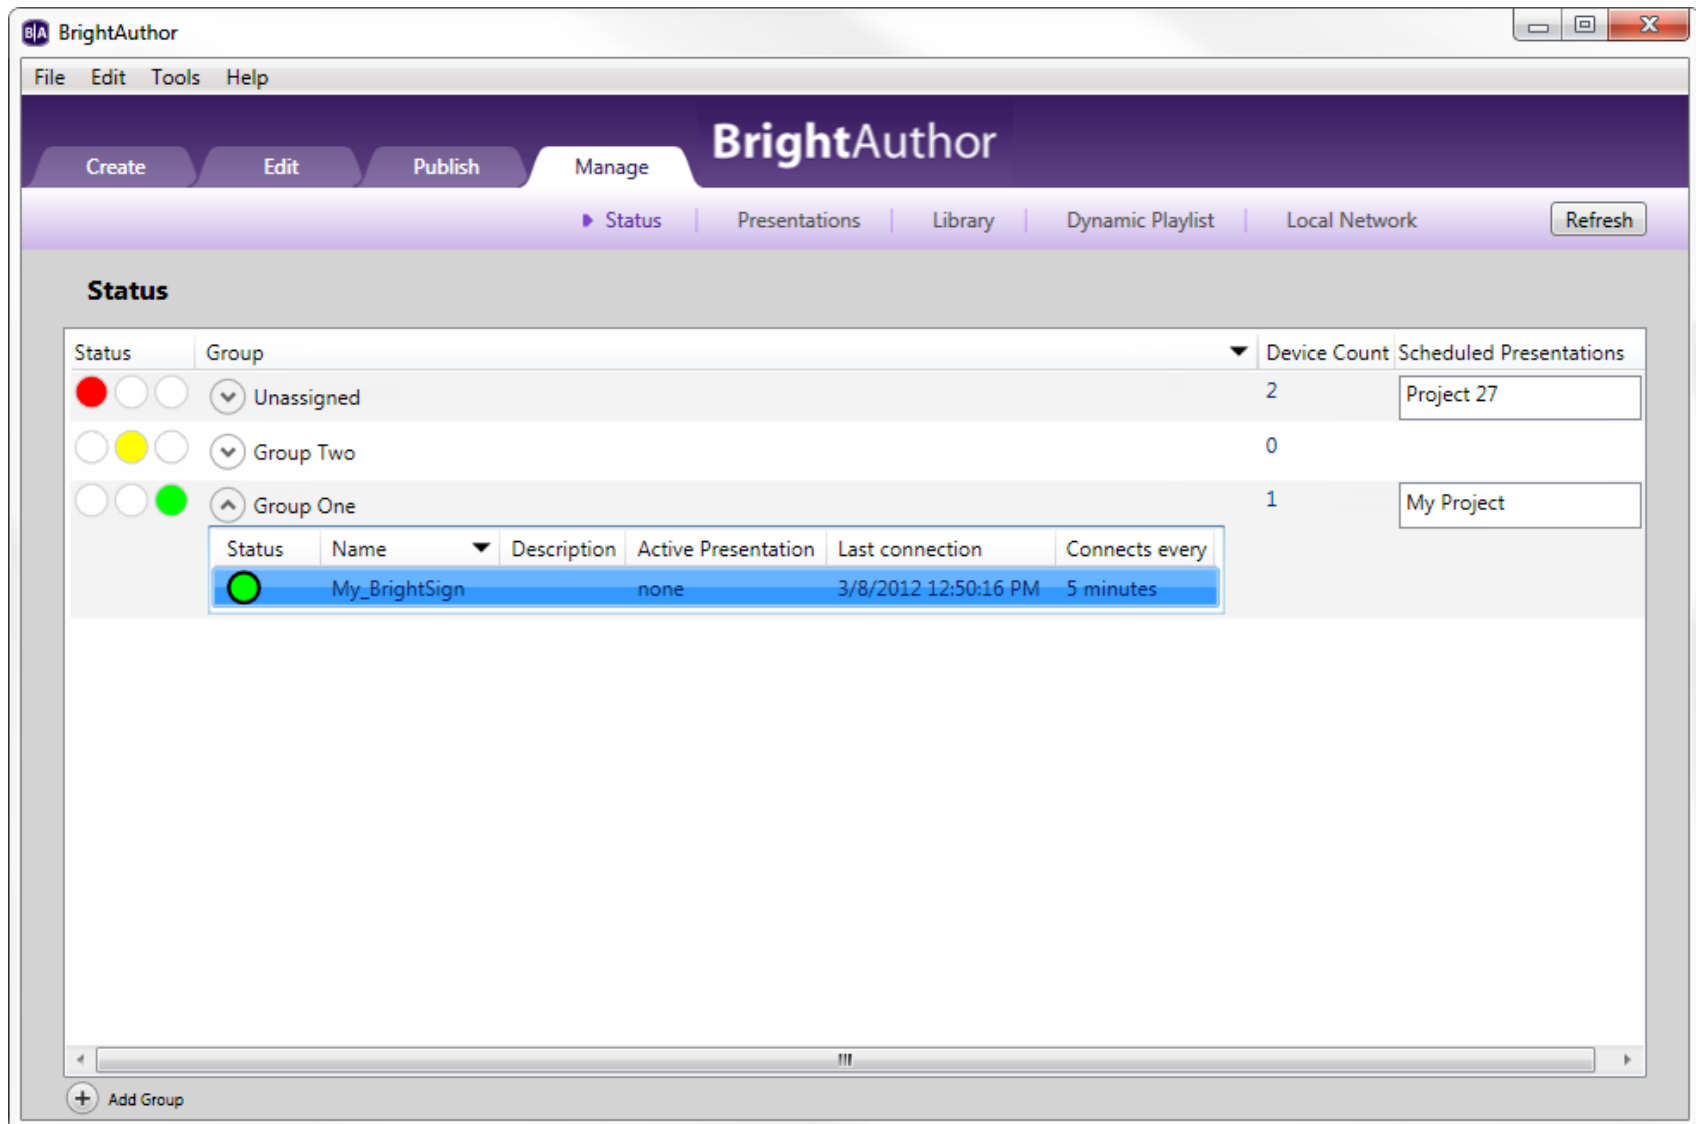 B|A BrightAuthor
File Edit Tools Help
BrightAuthor
Create Edit Publish Manage
Status Presentations Library Dynamic Playlist Local Network Refresh
Status
Status Group Device Count Scheduled Presentations
Unassigned 2 Project 27
Group Two 0
Group One 1 My Project
Status Name Description Active Presentation Last connection Connects every
My_BrightSign none 3/8/2012 12:50:16 PM 5 minutes
Add Group